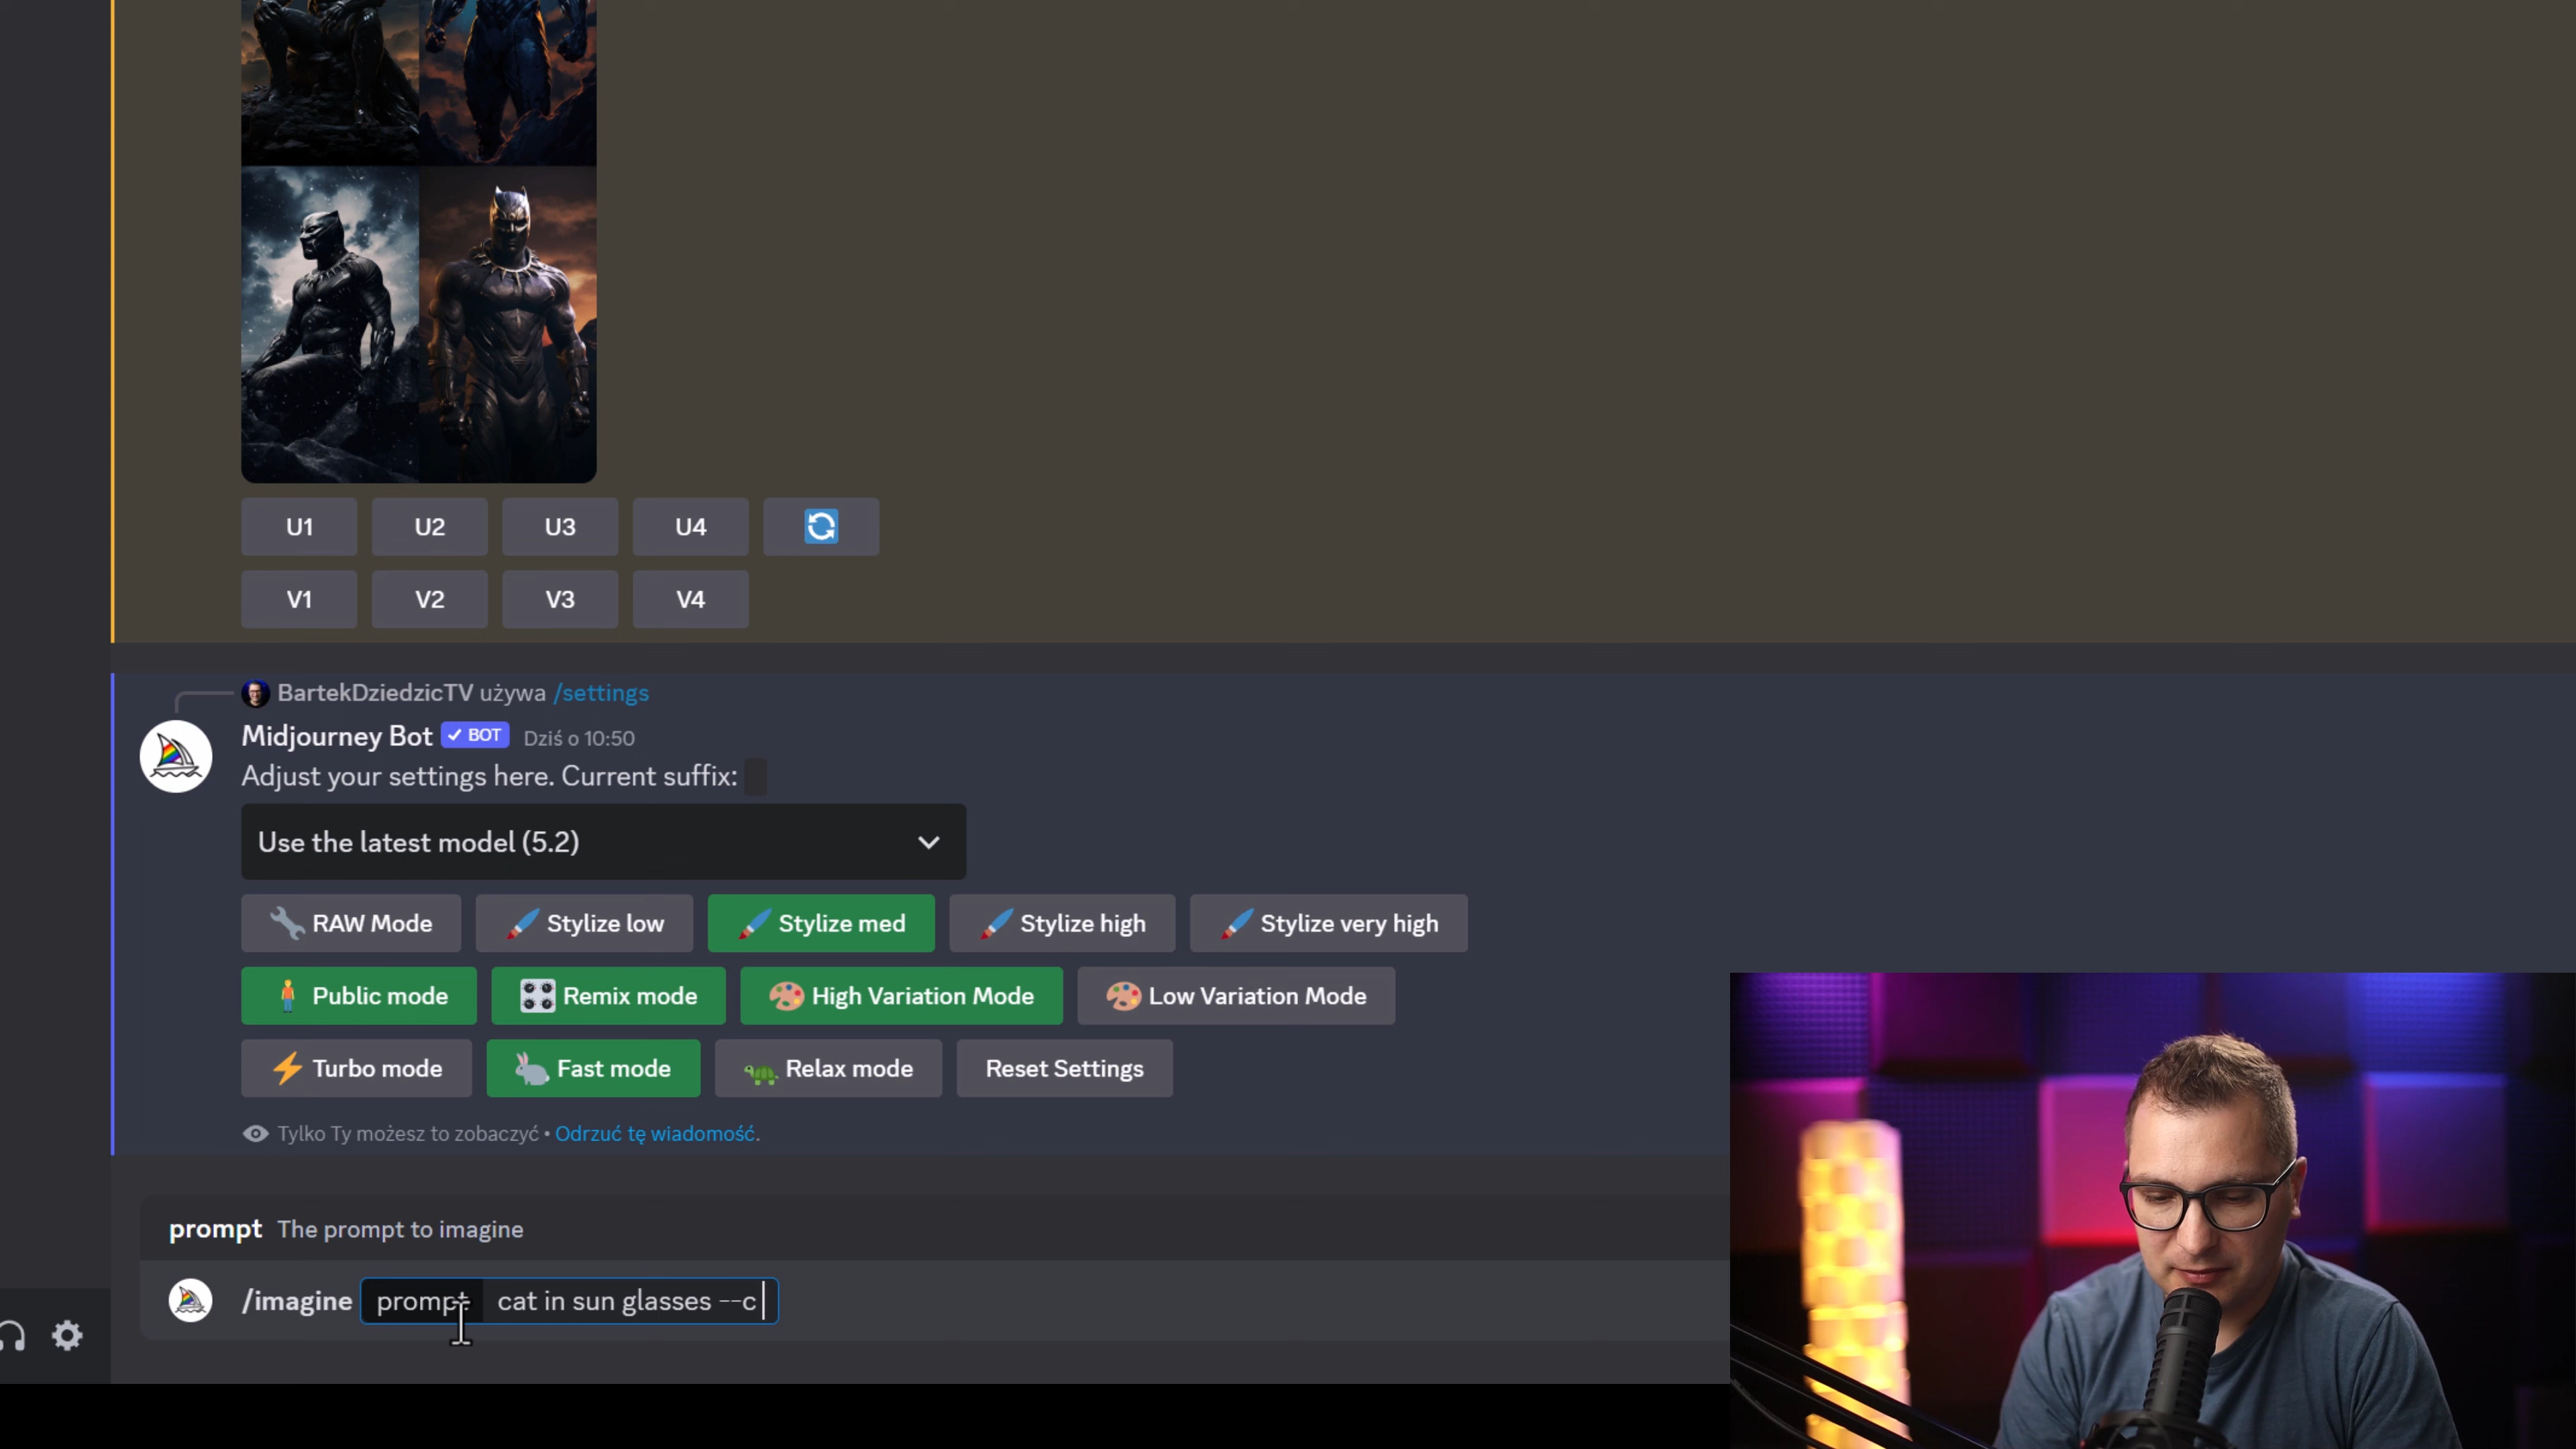 U1 U2 U3 U4
V1 V2 V3 V4
BartekDziedzicTV używa /settings
Midjourney Bot ✓ BOT Dziś o 10:50
Adjust your settings here. Current suffix:
Use the latest model (5.2)
RAW Mode Stylize low Stylize med Stylize high Stylize very high
Public mode Remix mode High Variation Mode Low Variation Mode
Turbo mode Fast mode Relax mode Reset Settings
Tylko Ty możesz to zobaczyć • Odrzuć tę wiadomość.
prompt The prompt to imagine
/imagine prompt cat in sun glasses --c